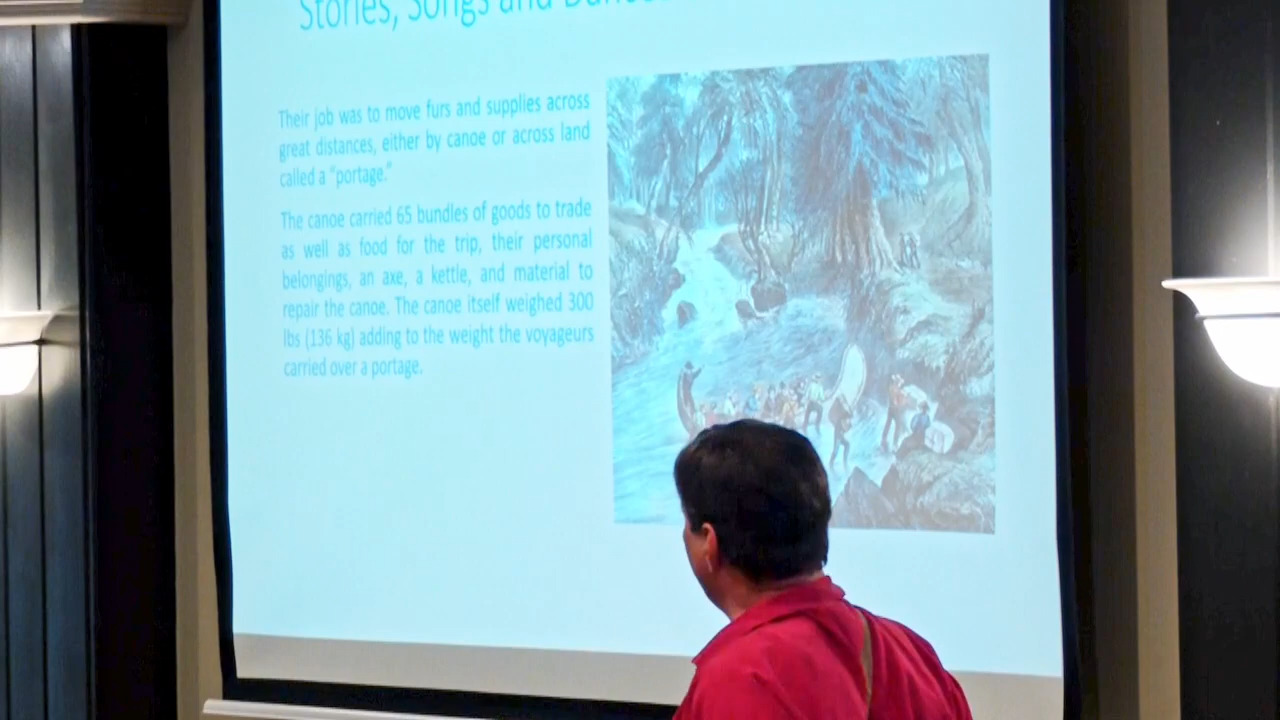 Stories, Songs and Dances
Their job was to move furs and supplies across
great distances, either by canoe or across land
called a “portage.”
The canoe carried 65 bundles of goods to trade
as well as food for the trip, their personal
belongings, an axe, a kettle, and material to
repair the canoe. The canoe itself weighed 300
lbs (136 kg) adding to the weight the voyageurs
carried over a portage.